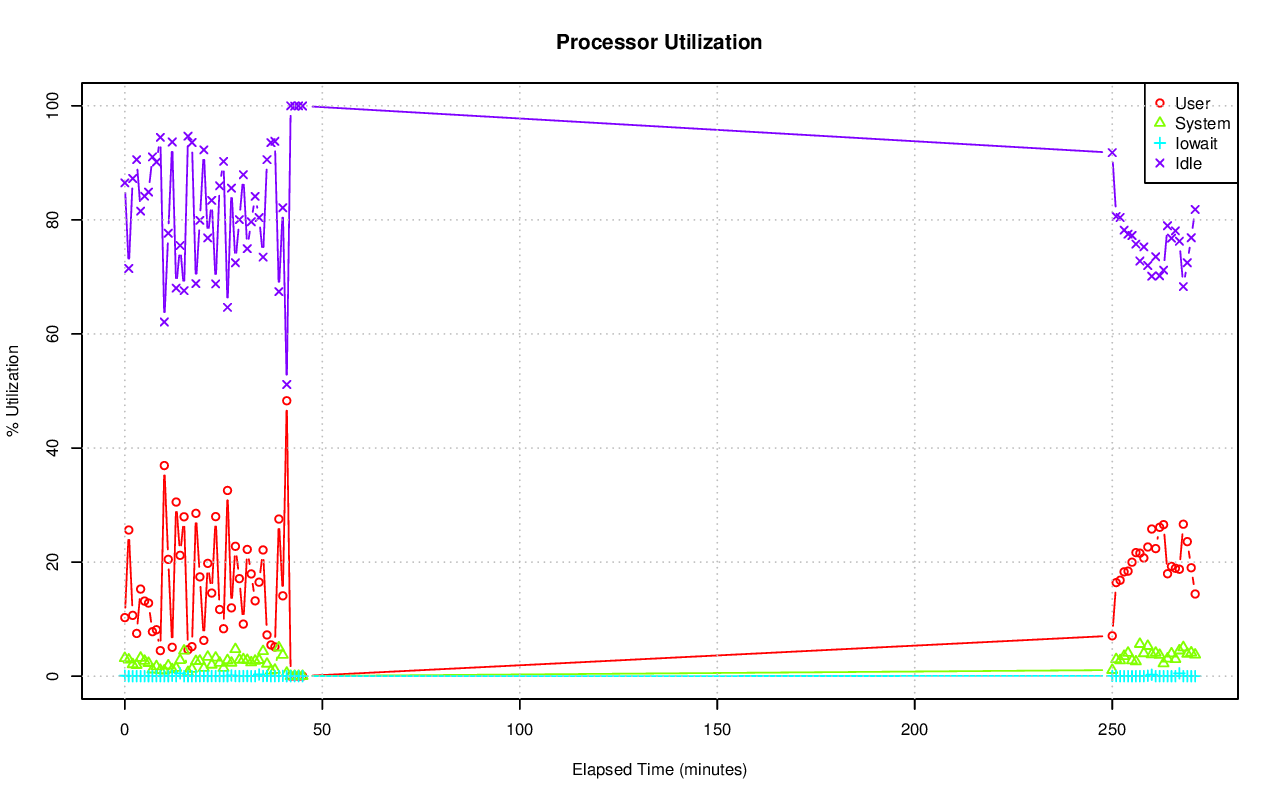 Processor Utilization
% Utilization
100
80
60
40
20
0
User
System
Iowait
Idle
0 50 100 150 200 250
Elapsed Time (minutes)